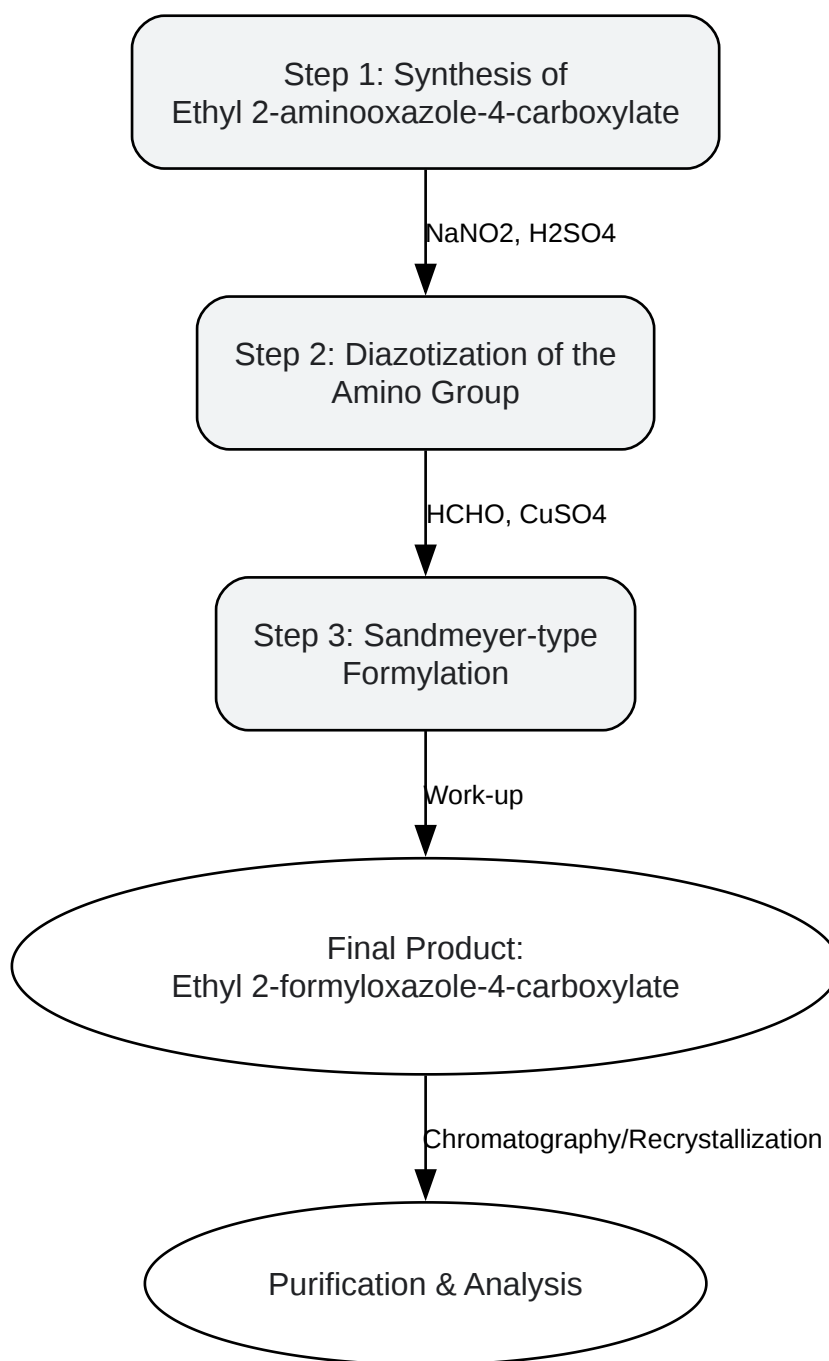 Step 1: Synthesis of
Ethyl 2-aminooxazole-4-carboxylate
NaNO2, H2SO4
Step 2: Diazotization of the
Amino Group
HCHO, CuSO4
Step 3: Sandmeyer-type
Formylation
Work-up
Final Product:
Ethyl 2-formyloxazole-4-carboxylate
Chromatography/Recrystallization
Purification & Analysis